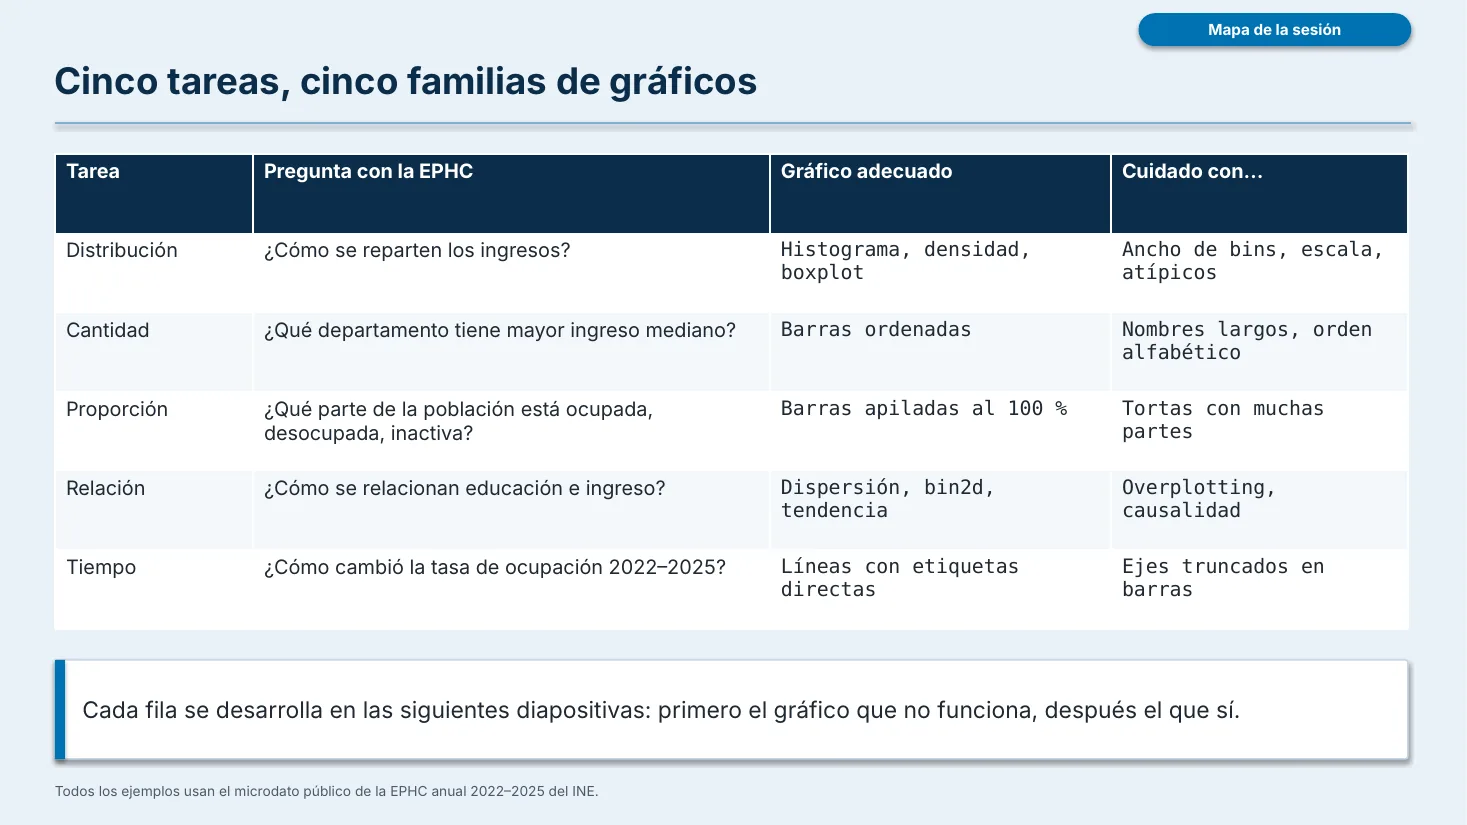 Mapa de la sesión
Cinco tareas, cinco familias de gráficos
Tarea
Pregunta con la EPHC
Gráfico adecuado
Cuidado con...
Distribución
¿Cómo se reparten los ingresos?
Histograma, densidad,
boxplot
Ancho de bins, escala,
atípicos
Cantidad
¿Qué departamento tiene mayor ingreso mediano?
Barras ordenadas
Nombres largos, orden
alfabético
Proporción
¿Qué parte de la población está ocupada,
desocupada, inactiva?
Barras apiladas al 100 %
Tortas con muchas
partes
Relación
¿Cómo se relacionan educación e ingreso?
Dispersión, bin2d,
tendencia
Overplotting,
causalidad
Tiempo
¿Cómo cambió la tasa de ocupación 2022–2025?
Líneas con etiquetas
directas
Ejes truncados en
barras
Cada fila se desarrolla en las siguientes diapositivas: primero el gráfico que no funciona, después el que sí.
Todos los ejemplos usan el microdato público de la EPHC anual 2022–2025 del INE.